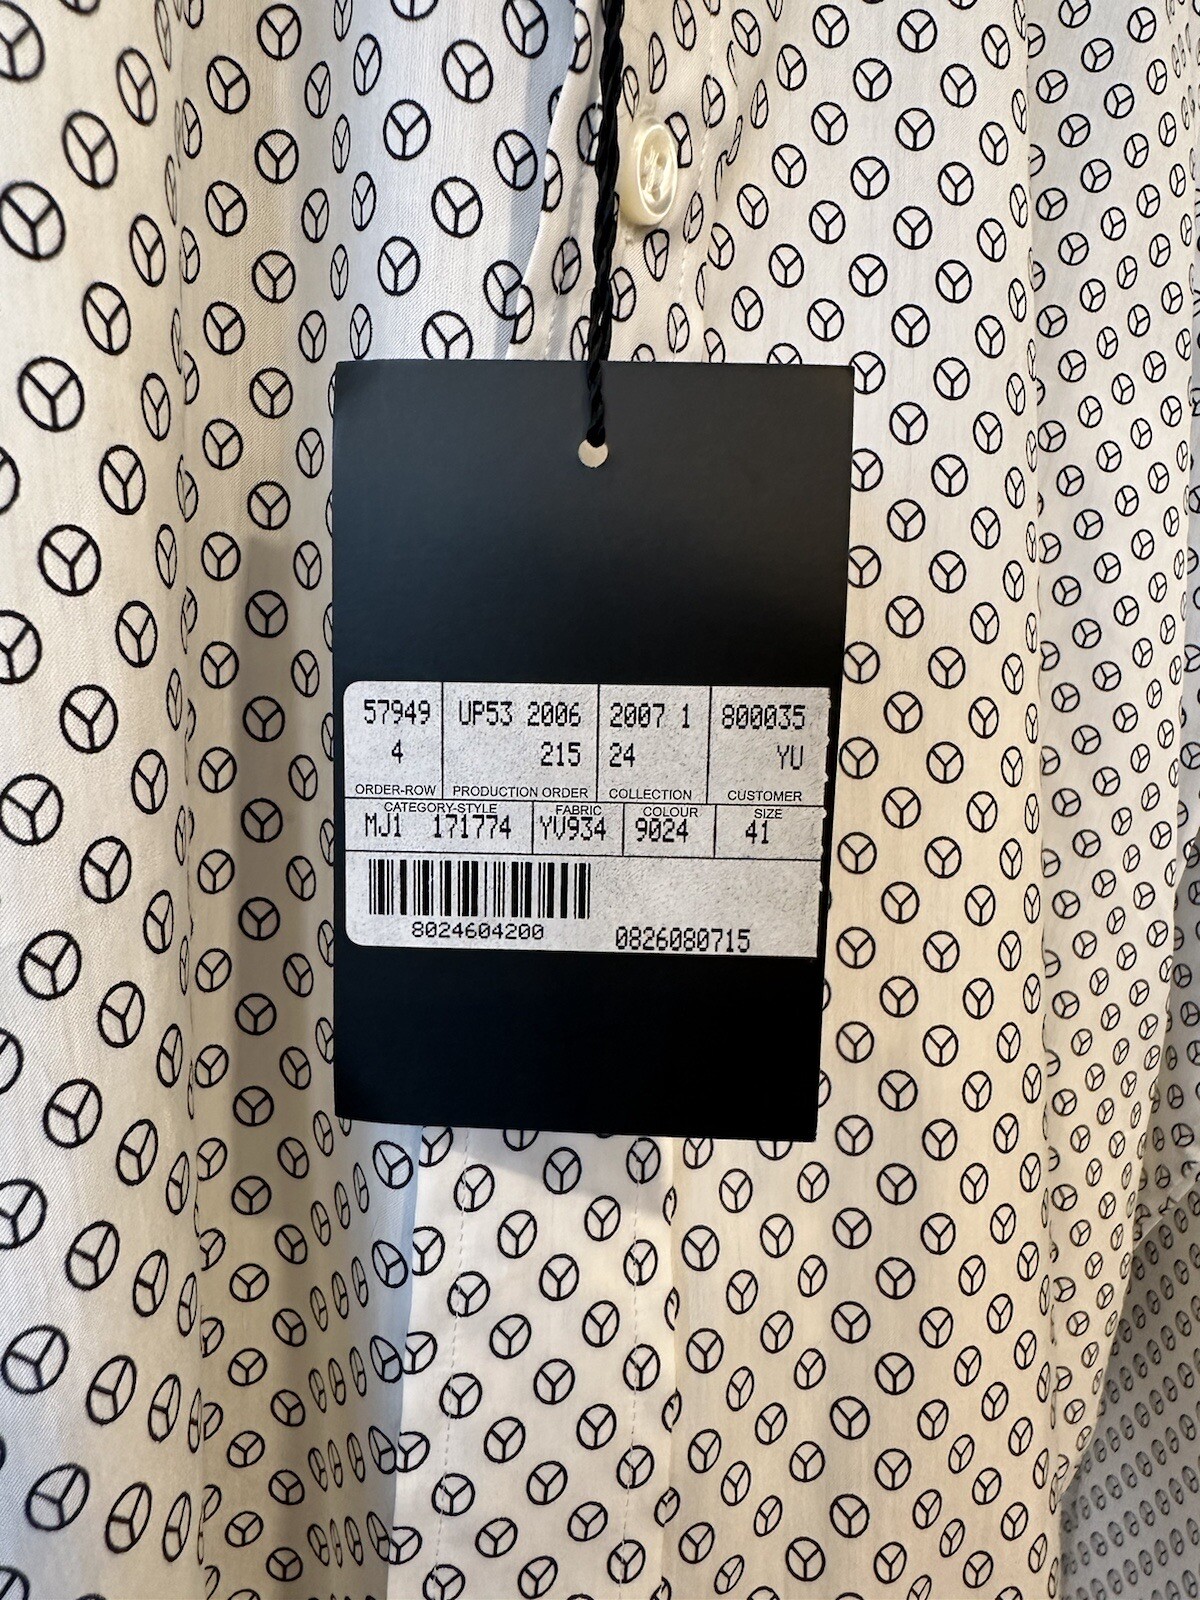 57949 UP53 2006 2007 1 800035
4 215 24 YU
ORDER-ROW PRODUCTION ORDER COLLECTION CUSTOMER
CATEGORY-STYLE FABRIC COLOUR SIZE
MJ1 171774 YV934 9024 41
8024604200 0826080715